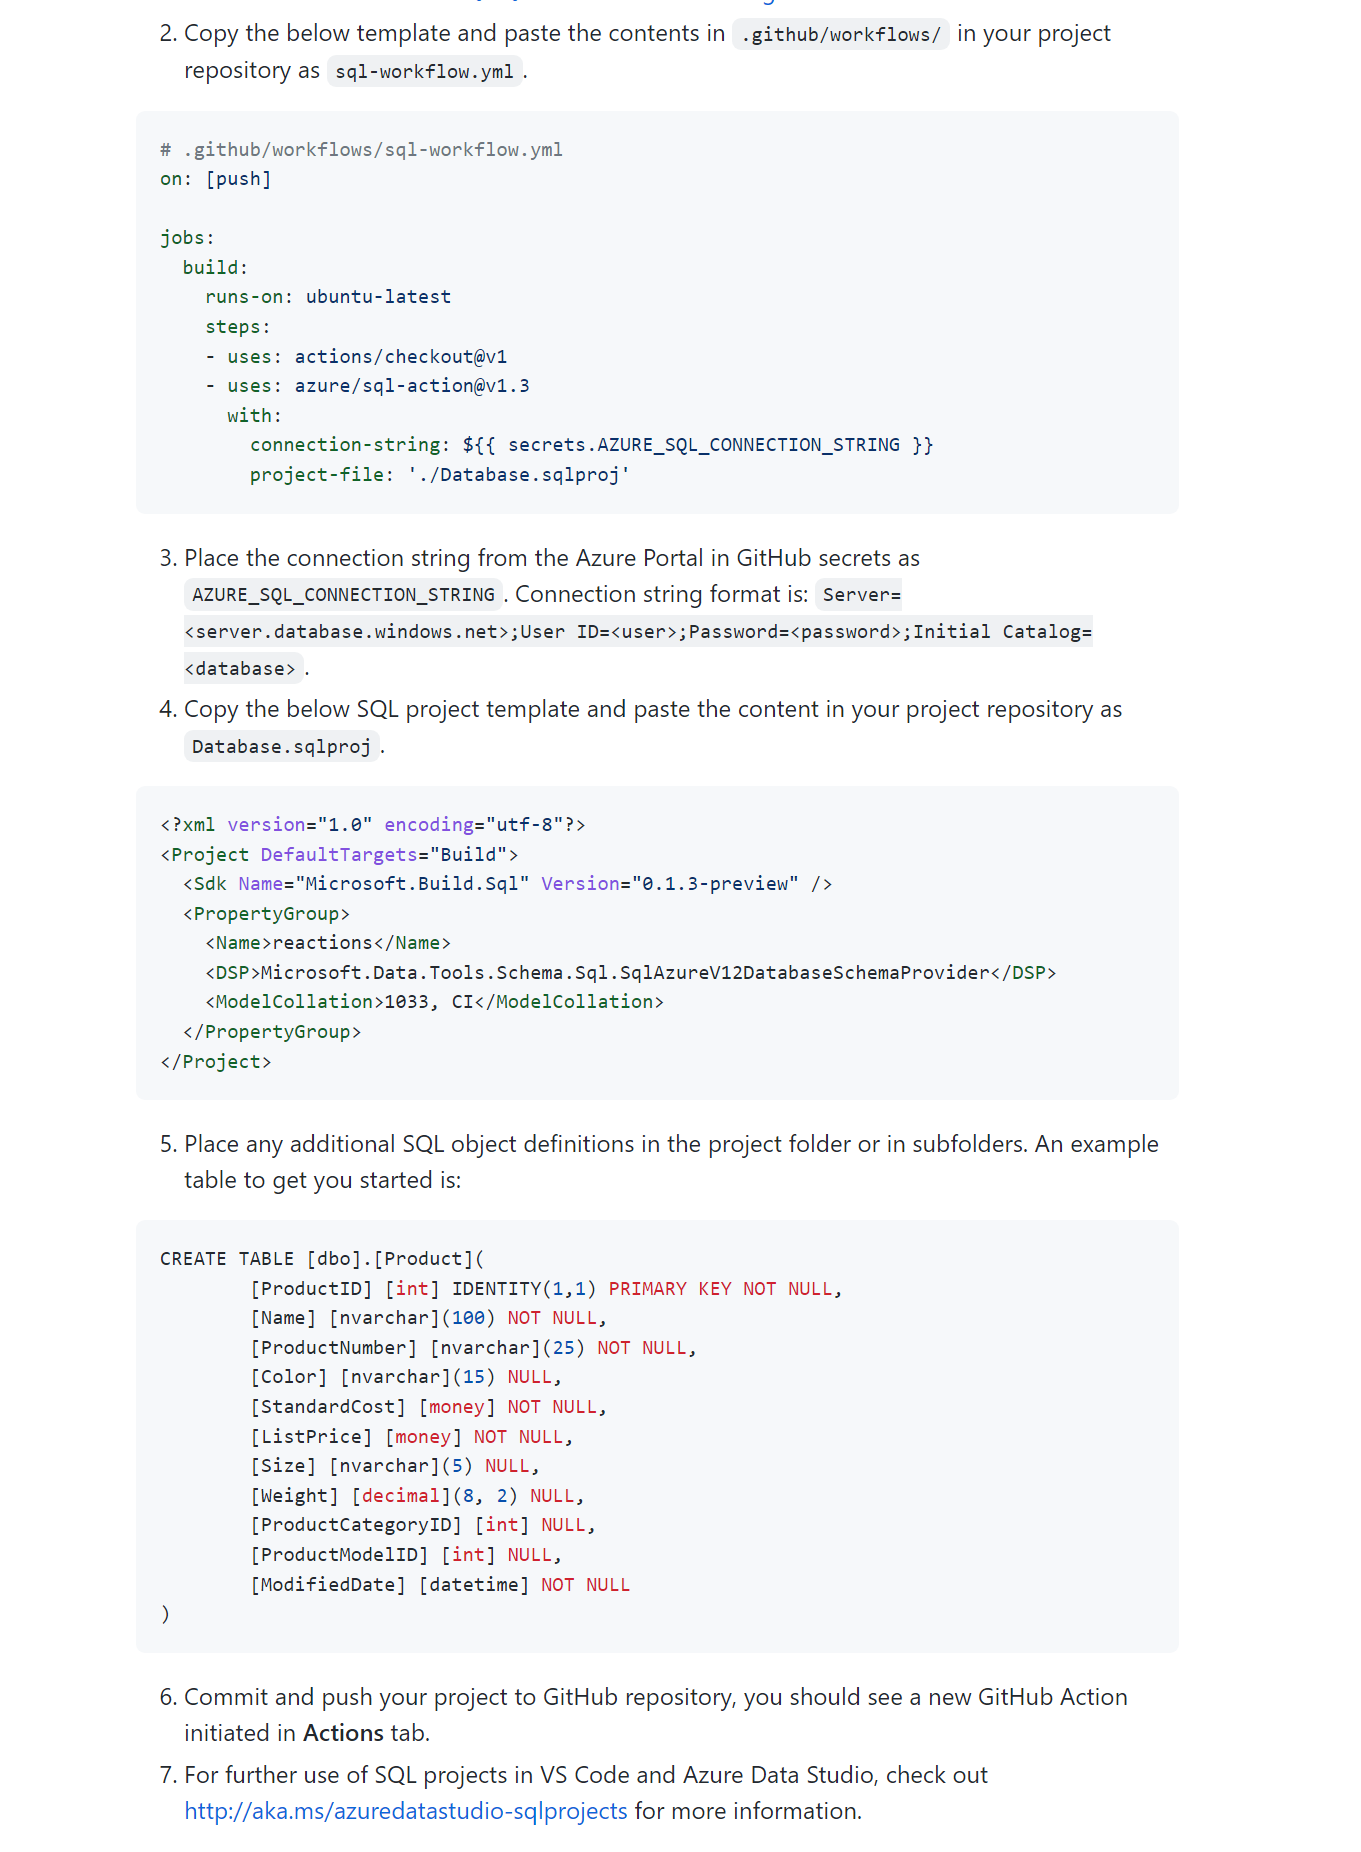 2. Copy the below template and paste the contents in .github/workflows/ in your project
repository as sql-workflow.yml .
# .github/workflows/sql-workflow.yml
on: [push]
jobs:
  build:
    runs-on: ubuntu-latest
    steps:
    - uses: actions/checkout@v1
    - uses: azure/sql-action@v1.3
      with:
        connection-string: ${{ secrets.AZURE_SQL_CONNECTION_STRING }}
        project-file: './Database.sqlproj'
3. Place the connection string from the Azure Portal in GitHub secrets as
AZURE_SQL_CONNECTION_STRING . Connection string format is: Server=
<server.database.windows.net>;User ID=<user>;Password=<password>;Initial Catalog=
<database> .
4. Copy the below SQL project template and paste the content in your project repository as
Database.sqlproj .
<?xml version="1.0" encoding="utf-8"?>
<Project DefaultTargets="Build">
  <Sdk Name="Microsoft.Build.Sql" Version="0.1.3-preview" />
  <PropertyGroup>
    <Name>reactions</Name>
    <DSP>Microsoft.Data.Tools.Schema.Sql.SqlAzureV12DatabaseSchemaProvider</DSP>
    <ModelCollation>1033, CI</ModelCollation>
  </PropertyGroup>
</Project>
5. Place any additional SQL object definitions in the project folder or in subfolders. An example
table to get you started is:
CREATE TABLE [dbo].[Product](
        [ProductID] [int] IDENTITY(1,1) PRIMARY KEY NOT NULL,
        [Name] [nvarchar](100) NOT NULL,
        [ProductNumber] [nvarchar](25) NOT NULL,
        [Color] [nvarchar](15) NULL,
        [StandardCost] [money] NOT NULL,
        [ListPrice] [money] NOT NULL,
        [Size] [nvarchar](5) NULL,
        [Weight] [decimal](8, 2) NULL,
        [ProductCategoryID] [int] NULL,
        [ProductModelID] [int] NULL,
        [ModifiedDate] [datetime] NOT NULL
)
6. Commit and push your project to GitHub repository, you should see a new GitHub Action
initiated in Actions tab.
7. For further use of SQL projects in VS Code and Azure Data Studio, check out
http://aka.ms/azuredatastudio-sqlprojects for more information.